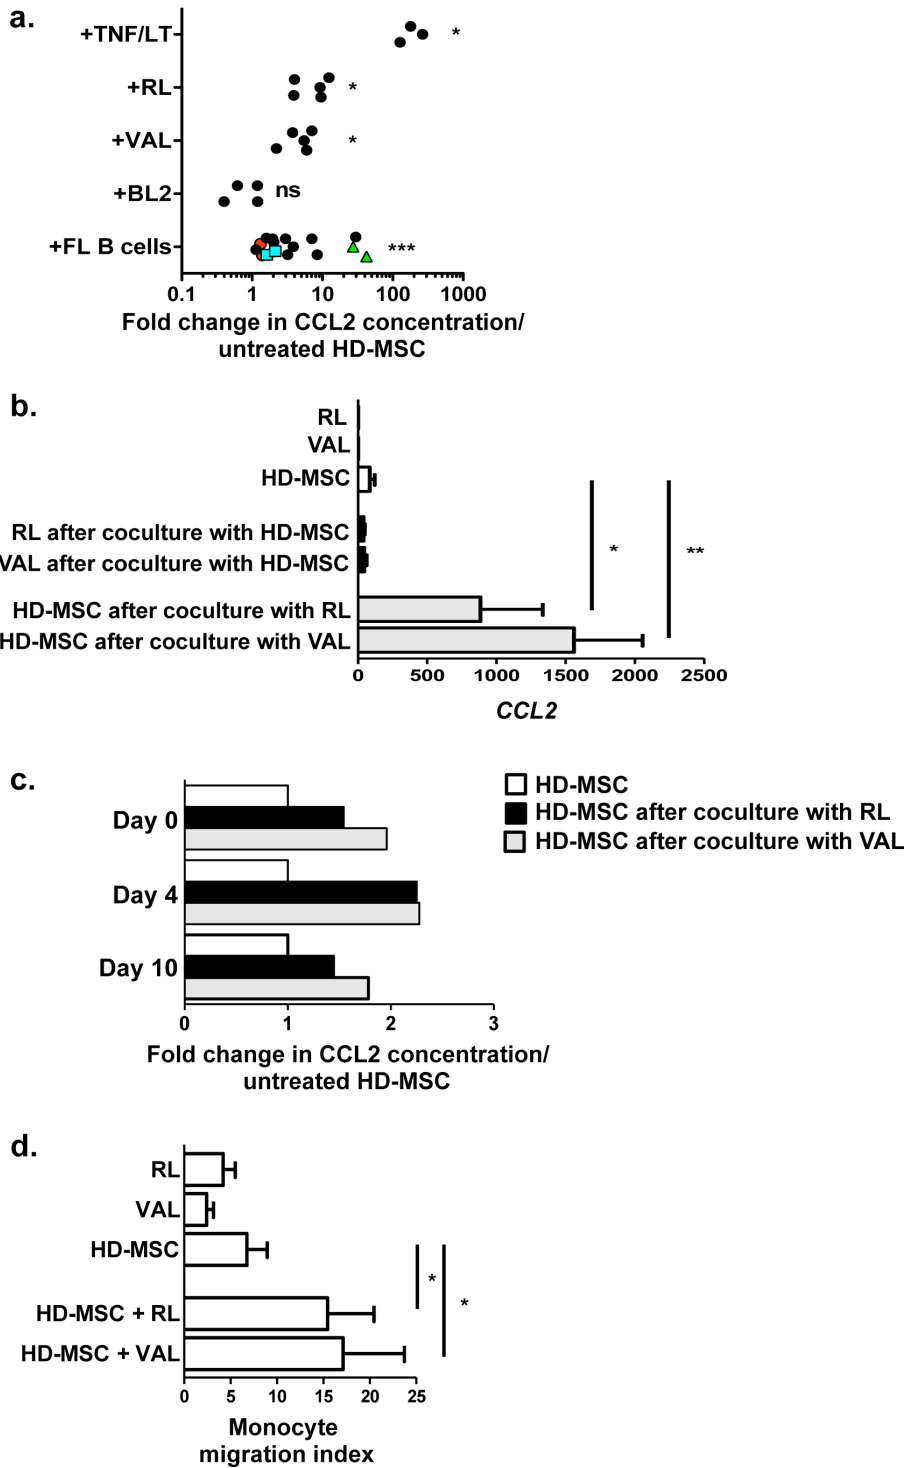 a.
+TNF/LT
*
+RL
*
+VAL
*
+BL2
ns
+FL B cells
***
0.1 1 10 100 1000
Fold change in CCL2 concentration/
untreated HD-MSC
b.
RL
VAL
HD-MSC
RL after coculture with HD-MSC
VAL after coculture with HD-MSC
* **
HD-MSC after coculture with RL
HD-MSC after coculture with VAL
0 500 1000 1500 2000 2500
CCL2
c.
HD-MSC
HD-MSC after coculture with RL
HD-MSC after coculture with VAL
Day 0
Day 4
Day 10
0 1 2 3
Fold change in CCL2 concentration/
untreated HD-MSC
d.
RL
VAL
HD-MSC
*
*
HD-MSC + RL
HD-MSC + VAL
0 5 10 15 20 25
Monocyte
migration index